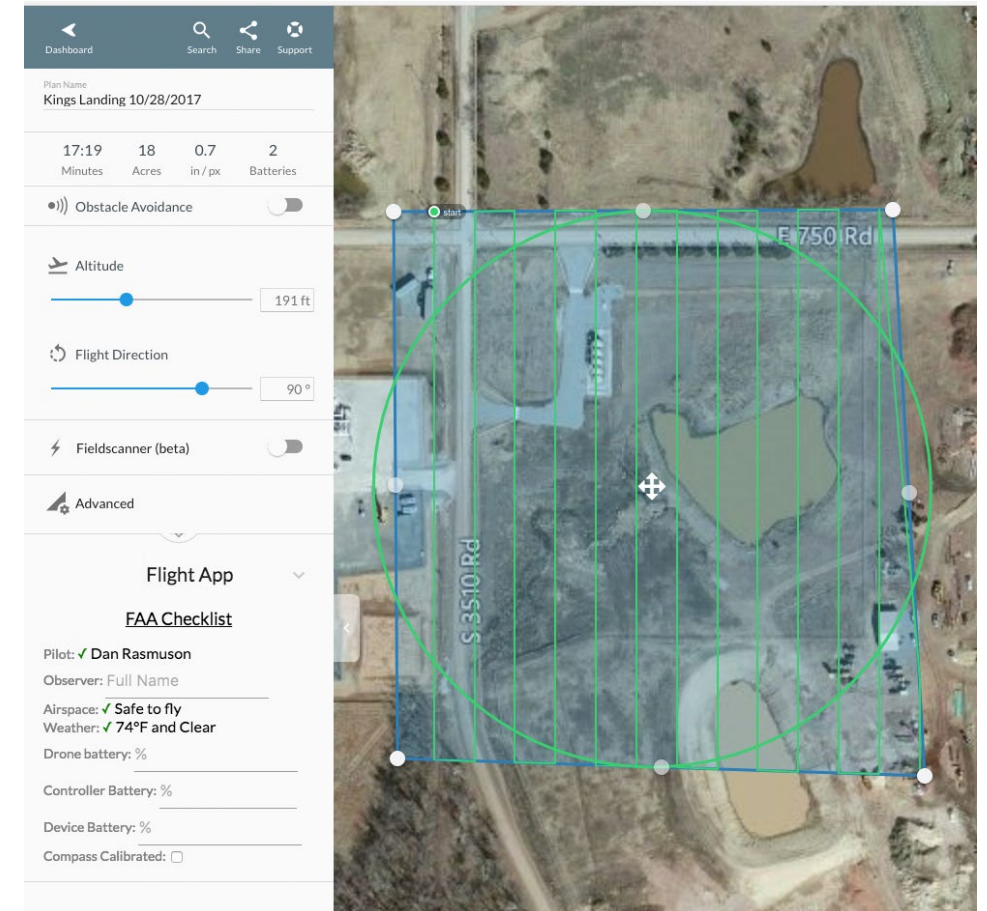 Dashboard Search Share Support
Plan Name
Kings Landing 10/28/2017
17:19 18 0.7 2
Minutes Acres in / px Batteries
Obstacle Avoidance
Altitude
191 ft
Flight Direction
90 °
Fieldscanner (beta)
Advanced
Flight App
FAA Checklist
Pilot: ✓ Dan Rasmuson
Observer: Full Name
Airspace: ✓ Safe to fly
Weather: ✓ 74°F and Clear
Drone battery: %
Controller Battery: %
Device Battery: %
Compass Calibrated:
start
E 750 Rd
S 3510 Rd